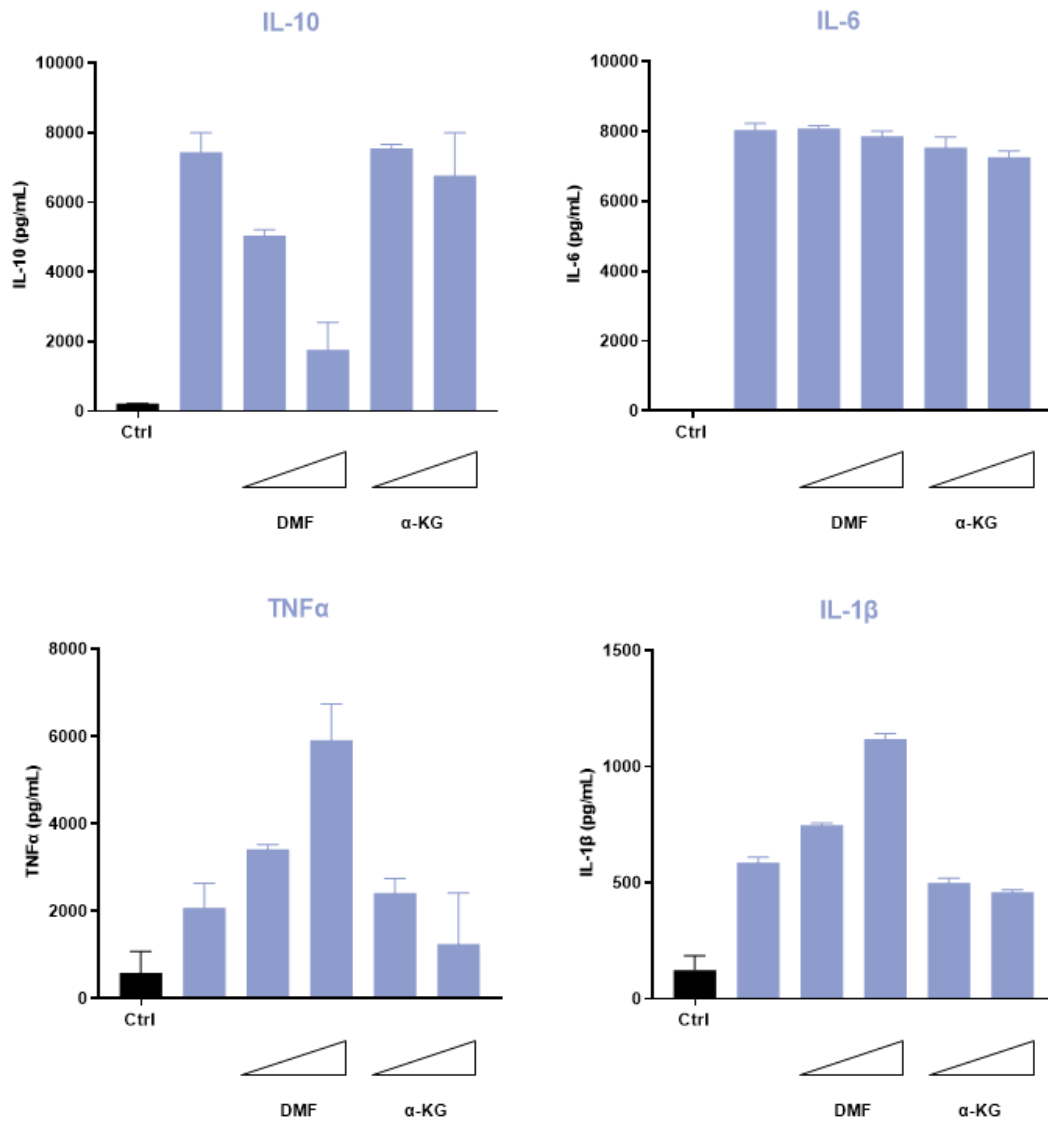 IL-10
10000
8000
6000
4000
2000
0
IL-10 (pg/mL)
Ctrl
DMF
α-KG
IL-6
10000
8000
6000
4000
2000
0
IL-6 (pg/mL)
Ctrl
DMF
α-KG
TNFα
8000
6000
4000
2000
0
TNFα (pg/mL)
Ctrl
DMF
α-KG
IL-1β
1500
1000
500
0
IL-1β (pg/mL)
Ctrl
DMF
α-KG